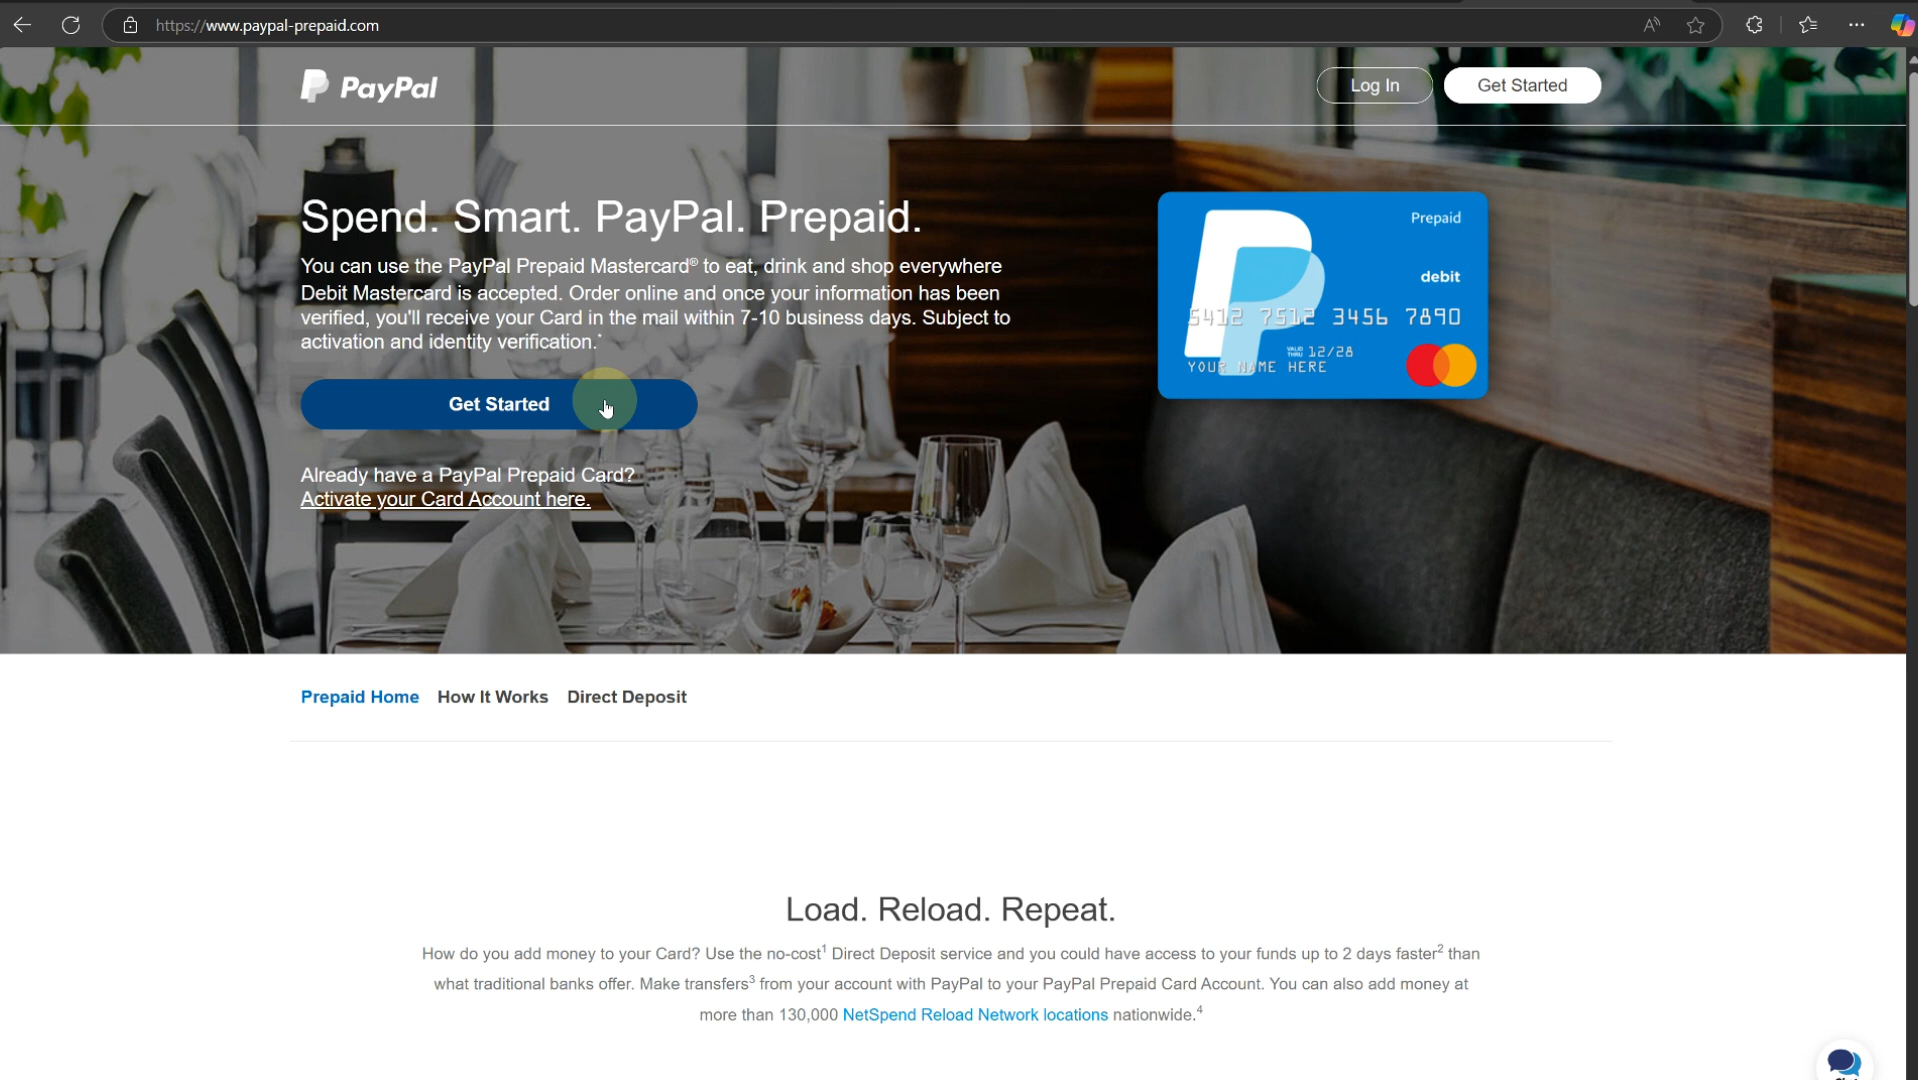 https://www.paypal-prepaid.com
PayPal
Log In
Get Started
Spend. Smart. PayPal. Prepaid.
You can use the PayPal Prepaid Mastercard® to eat, drink and shop everywhere
Debit Mastercard is accepted. Order online and once your information has been
verified, you'll receive your Card in the mail within 7-10 business days. Subject to
activation and identity verification.*
Get Started
Already have a PayPal Prepaid Card?
Activate your Card Account here.
Prepaid
debit
5412 7512 3456 7890
VALID THRU 12/28
YOUR NAME HERE
Prepaid Home
How It Works
Direct Deposit
Load. Reload. Repeat.
How do you add money to your Card? Use the no-cost¹ Direct Deposit service and you could have access to your funds up to 2 days faster² than
what traditional banks offer. Make transfers³ from your account with PayPal to your PayPal Prepaid Card Account. You can also add money at
more than 130,000 NetSpend Reload Network locations nationwide.⁴